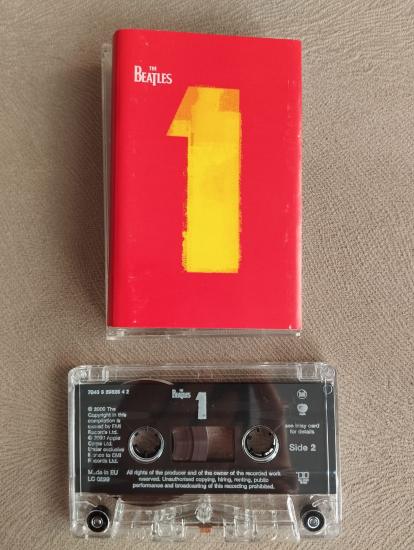 THE
BEATLES
1
7243 5 29325 4 2
THE
BEATLES
1
℗ 2000 The
Copyright in this
compilation is
owned by EMI
Records Ltd.
© 2000 Apple
Corps Ltd.
Under exclusive
licence to EMI
Records Ltd.
Made in EU
LC 0299
see inlay card
for details
Side 2
All rights of the producer and of the owner of the recorded work
reserved. Unauthorised copying, hiring, renting, public
performance and broadcasting of this recording prohibited.